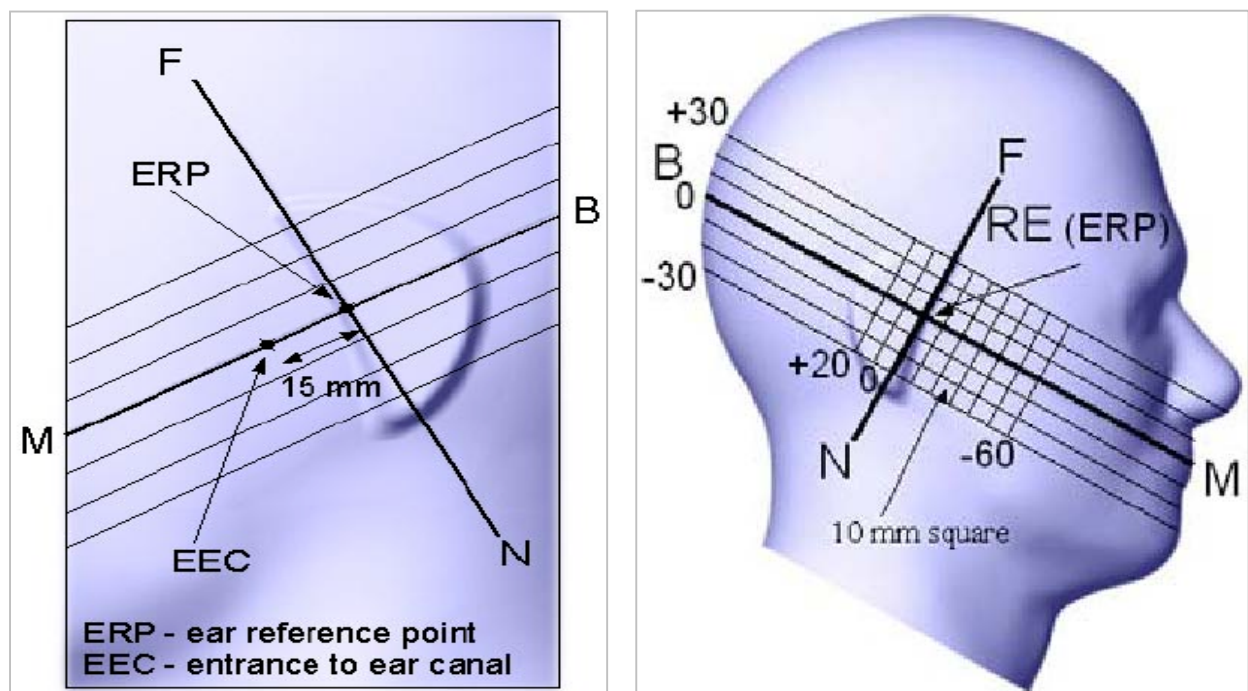 F
ERP
B
15 mm
M
EEC
N
ERP - ear reference point
EEC - entrance to ear canal
+30
B
F
0
RE (ERP)
-30
+20
0
N
-60
M
10 mm square